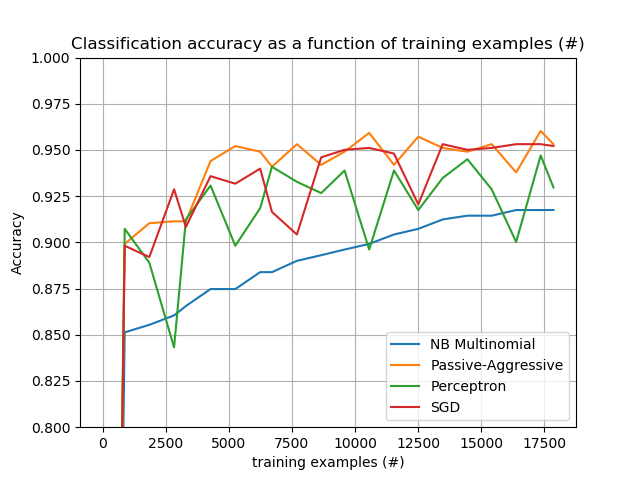 Classification accuracy as a function of training examples (#)
1.000
0.975
0.950
0.925
0.900
0.875
0.850
0.825
0.800
Accuracy
NB Multinomial
Passive-Aggressive
Perceptron
SGD
0 2500 5000 7500 10000 12500 15000 17500
training examples (#)